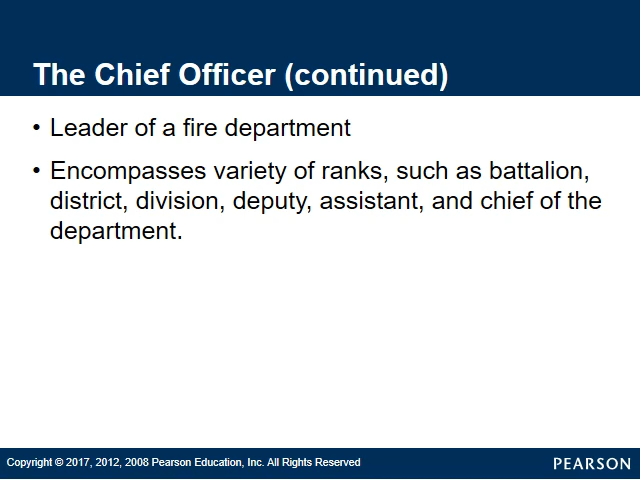 The Chief Officer (continued)
• Leader of a fire department
• Encompasses variety of ranks, such as battalion,
district, division, deputy, assistant, and chief of the
department.
Copyright © 2017, 2012, 2008 Pearson Education, Inc. All Rights Reserved
PEARSON